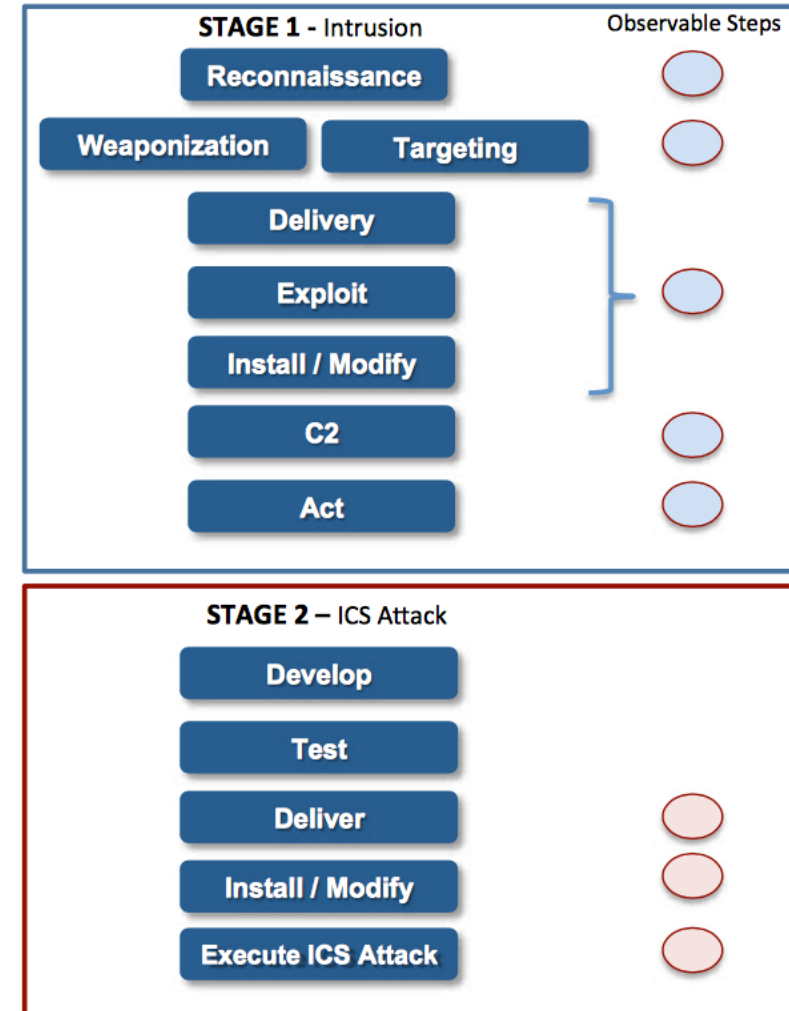 STAGE 1 - Intrusion
Observable Steps
Reconnaissance
Weaponization
Targeting
Delivery
Exploit
Install / Modify
C2
Act
STAGE 2 – ICS Attack
Develop
Test
Deliver
Install / Modify
Execute ICS Attack